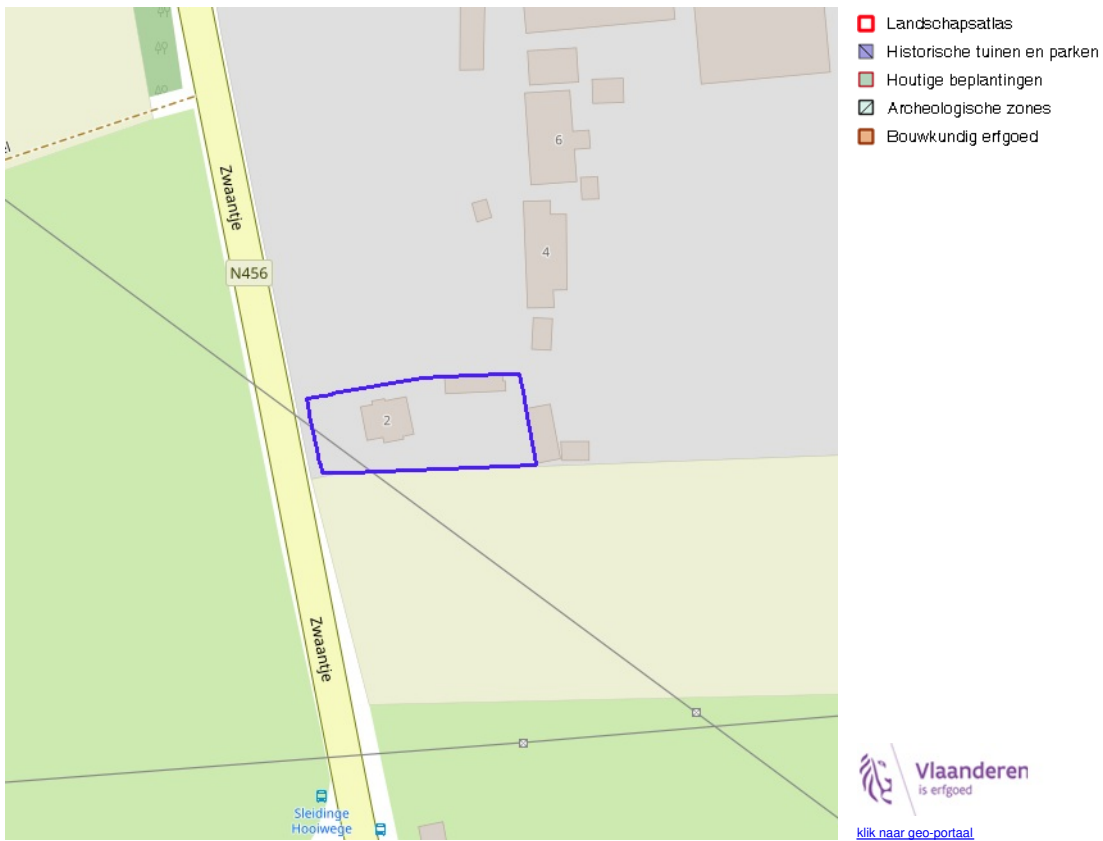 Landschapsatlas
Historische tuinen en parken
Houtige beplantingen
Archeologische zones
Bouwkundig erfgoed
6
Zwaantje
4
N456
2
Zwaantje
Sleidinge
Hooiwege
Vlaanderen
is erfgoed
klik naar geo-portaal